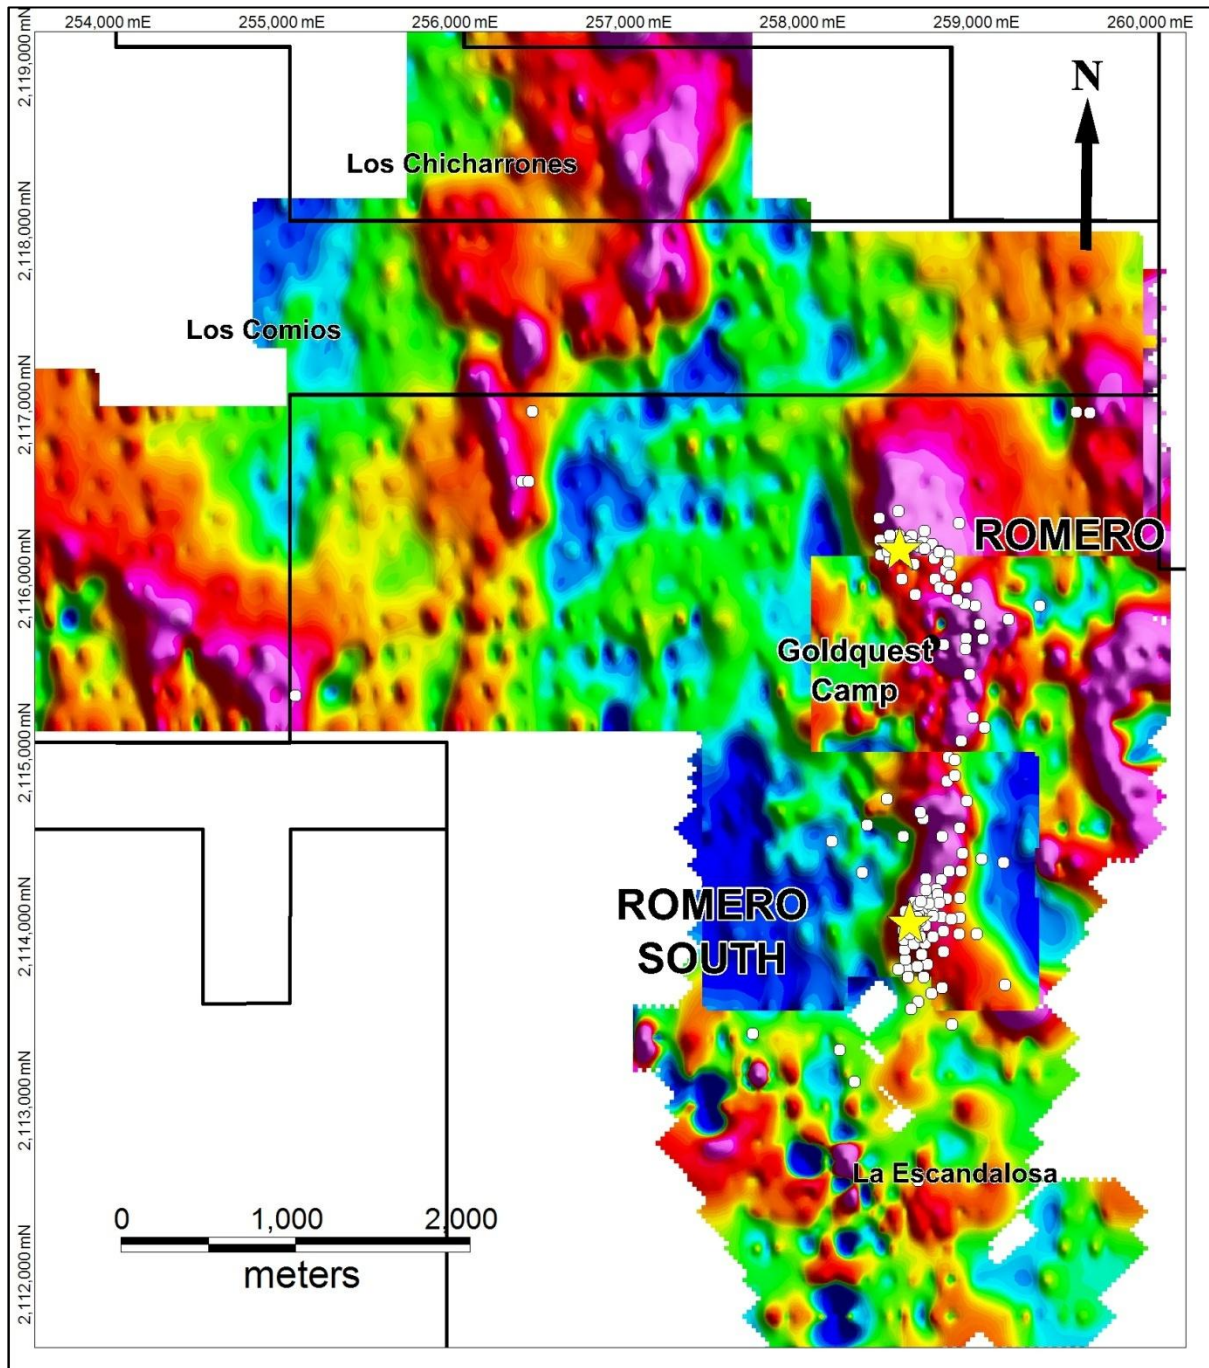 254,000 mE
255,000 mE
256,000 mE
257,000 mE
258,000 mE
259,000 mE
260,000 mE
2,119,000 mN
N
Los Chicharrones
2,118,000 mN
Los Comios
2,117,000 mN
ROMERO
2,116,000 mN
Goldquest
Camp
2,115,000 mN
ROMERO
SOUTH
2,114,000 mN
2,113,000 mN
La Escandalosa
0 1,000 2,000
meters
2,112,000 mN